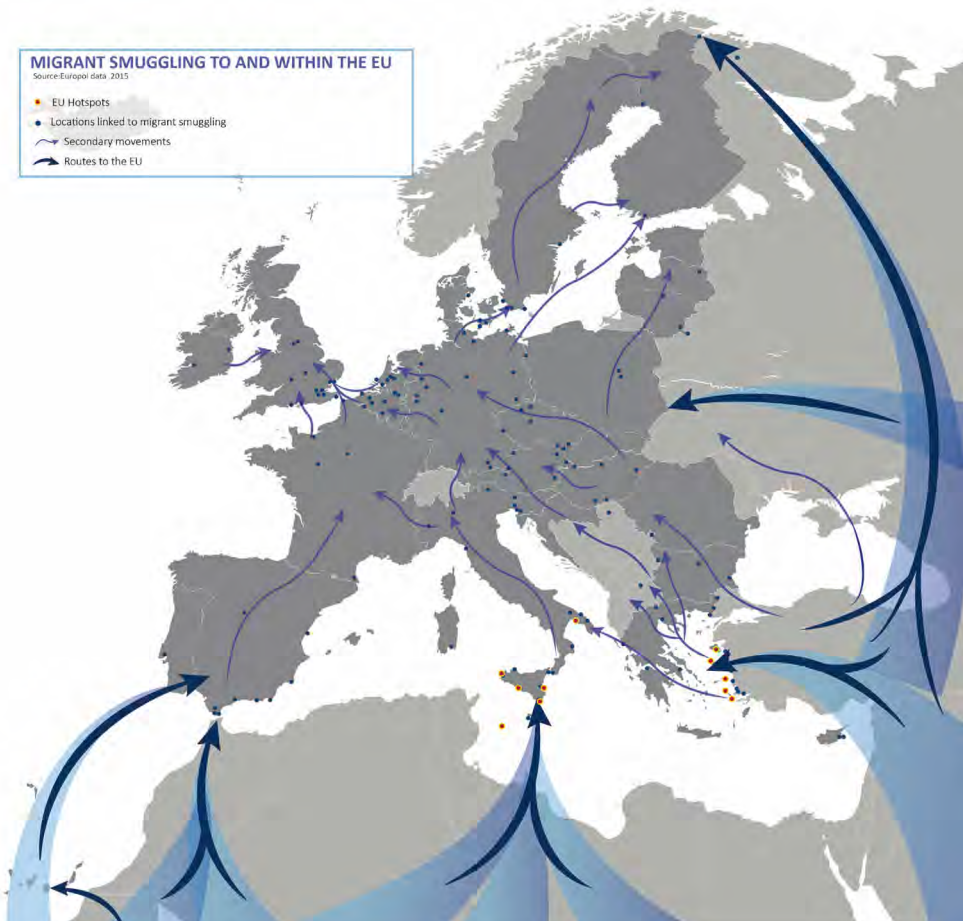 MIGRANT SMUGGLING TO AND WITHIN THE EU
Source:Europol data 2015
EU Hotspots
Locations linked to migrant smuggling
Secondary movements
Routes to the EU